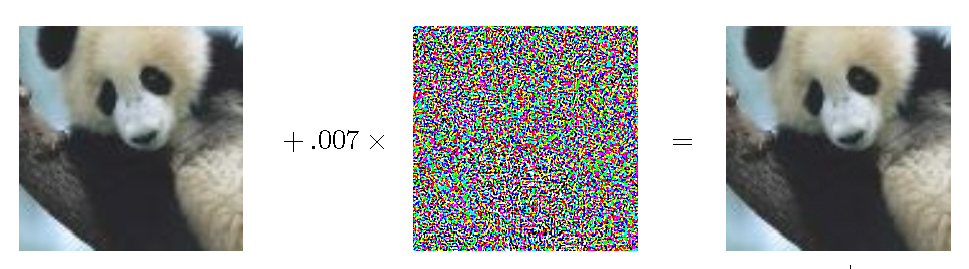 + .007 × =